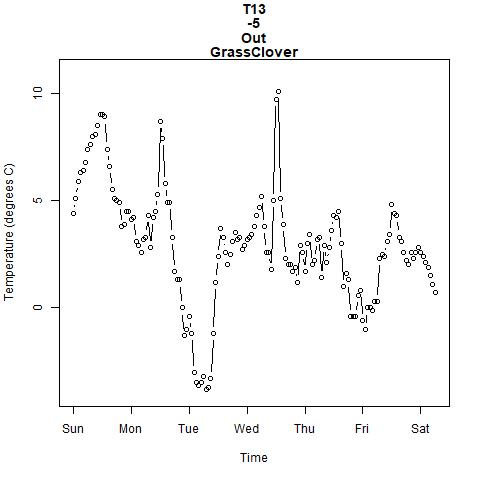 T13
-5
Out
GrassClover
10
5
0
Temperature (degrees C)
Sun Mon Tue Wed Thu Fri Sat
Time